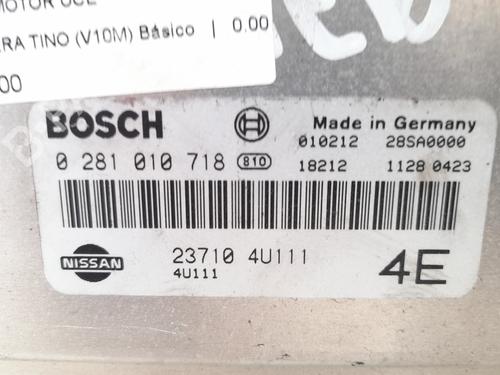 MOTOR UCE
ERA TINO (V10M) Básico | 0.00
00
BOSCH
Made in Germany
010212 28SA0000
0 281 010 718 810
18212 1128 0423
NISSAN
23710 4U111
4U111
4E